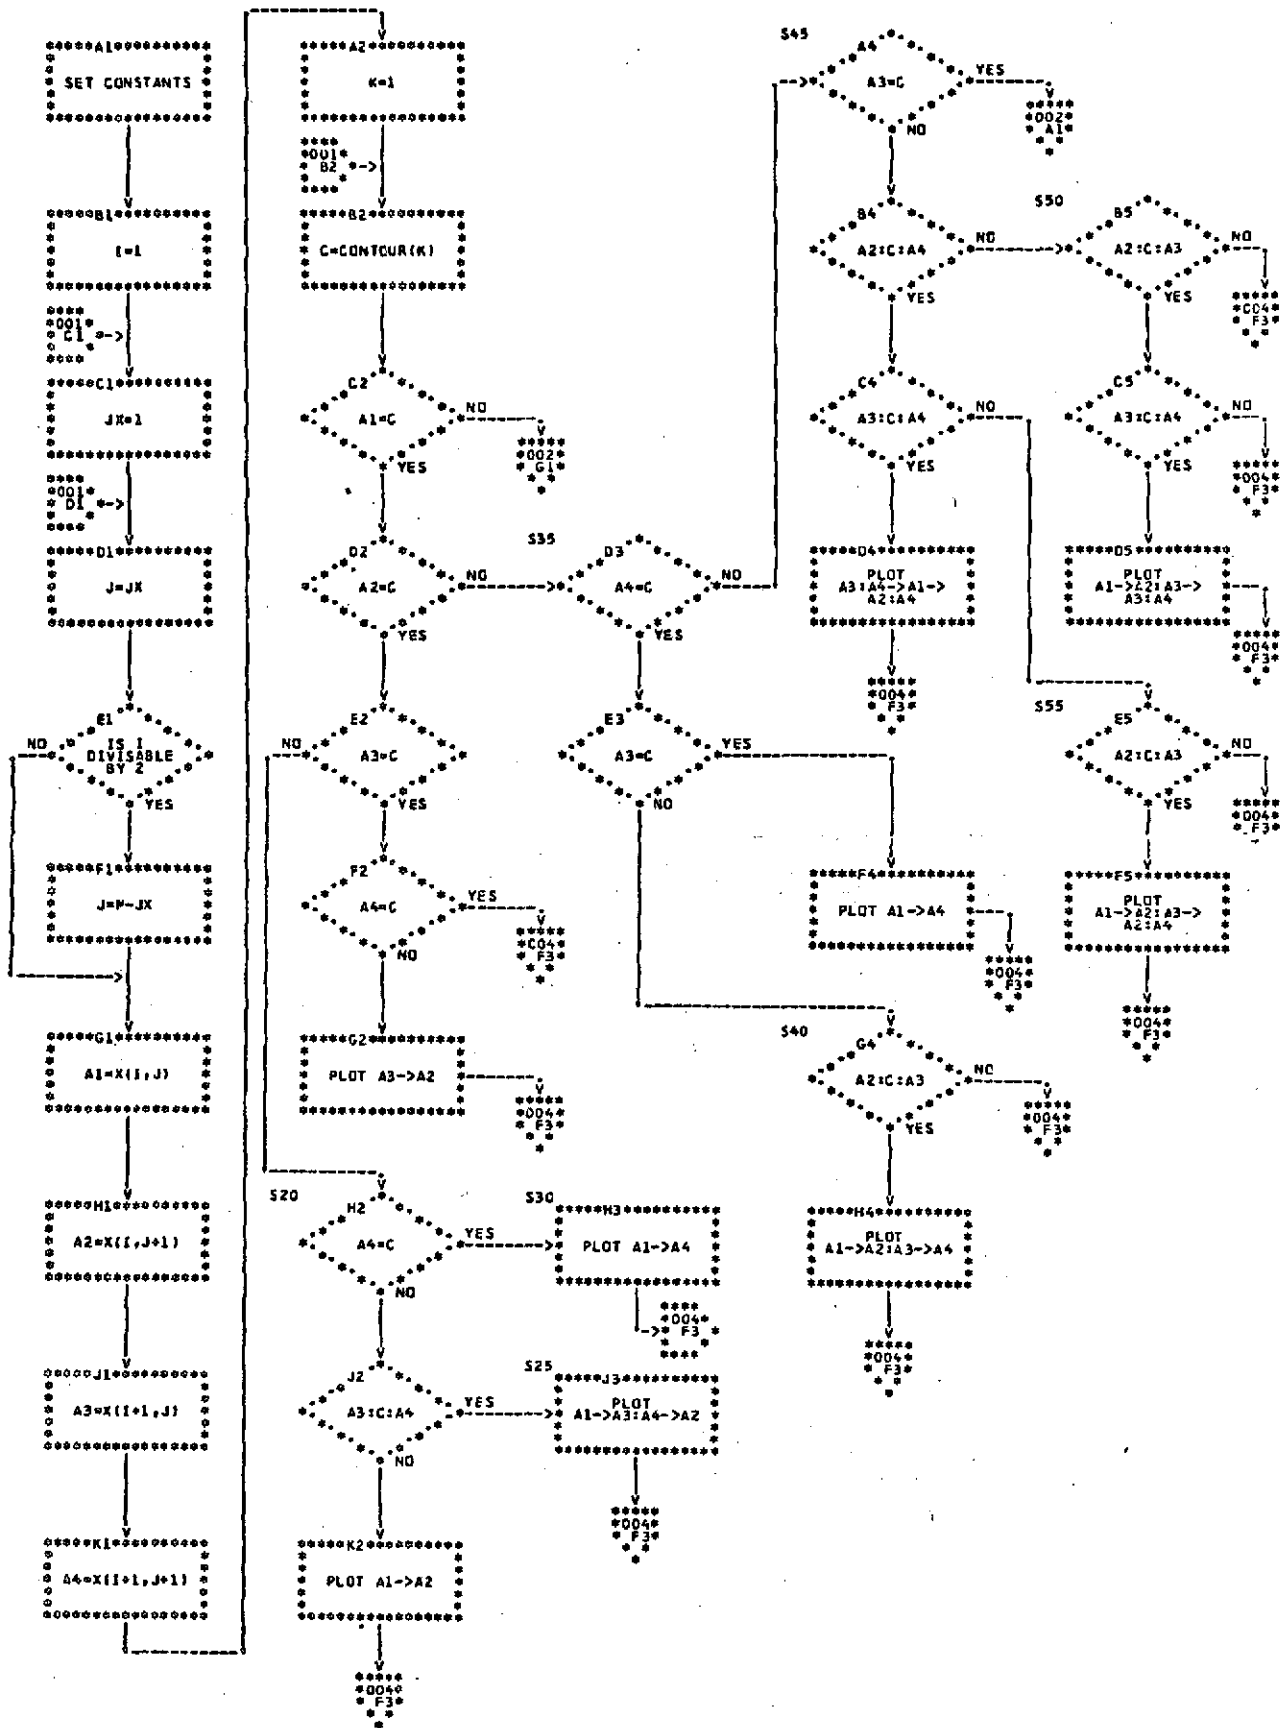 A1
SET CONSTANTS
B1
I=1
001
C1
C1
JX=1
001
D1
D1
J=JX
E1
IS I
DIVISABLE
BY 2
NO
YES
F1
J=M-JX
G1
A1=X(I,J)
H1
A2=X(I,J+1)
J1
A3=X(I+1,J)
K1
A4=X(I+1,J+1)
A2
K=1
001
B2
B2
C=CONTOUR(K)
C2
A1=C
NO
002
G1
YES
D2
A2=C
NO
YES
E2
NO
A3=C
YES
F2
A4=C
YES
C04
F3
NO
G2
PLOT A3->A2
004
F3
S20
H2
A4=C
YES
NO
J2
A3:C:A4
YES
NO
K2
PLOT A1->A2
004
F3
S35
D3
A4=C
NO
YES
E3
A3=C
YES
NO
S30
H3
PLOT A1->A4
004
F3
S25
J3
PLOT
A1->A3:A4->A2
004
F3
S45
A4
A3=C
YES
002
A1
NO
B4
A2:C:A4
NO
YES
C4
A3:C:A4
NO
YES
D4
PLOT
A3:A4->A1->
A2:A4
004
F3
F4
PLOT A1->A4
004
F3
S40
G4
A2:C:A3
NO
004
F3
YES
H4
PLOT
A1->A2:A3->A4
004
F3
S50
B5
A2:C:A3
NO
C04
F3
YES
C5
A3:C:A4
NO
004
F3
YES
D5
PLOT
A1->A2:A3->
A3:A4
004
F3
S55
E5
A2:C:A3
NO
004
F3
YES
F5
PLOT
A1->A2:A3->
A2:A4
004
F3